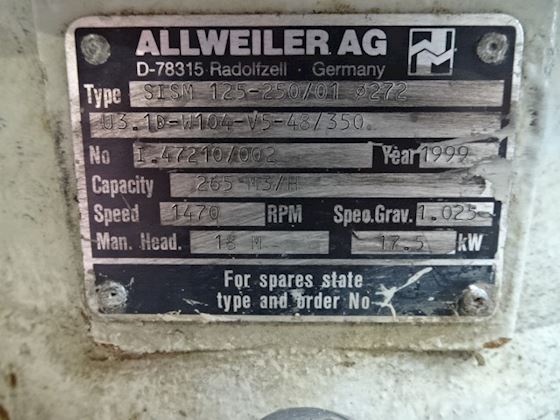 ALLWEILER AG
D-78315 Radolfzell · Germany
Type SISM 125-250/01 Ø272
U3.1D-W104-V5-48/350
No I.47210/002 Year 1999
Capacity 265 M3/H
Speed 1470 RPM Spec.Grav. 1.025
Man. Head. 18 M 17.5 kW
For spares state
type and order No